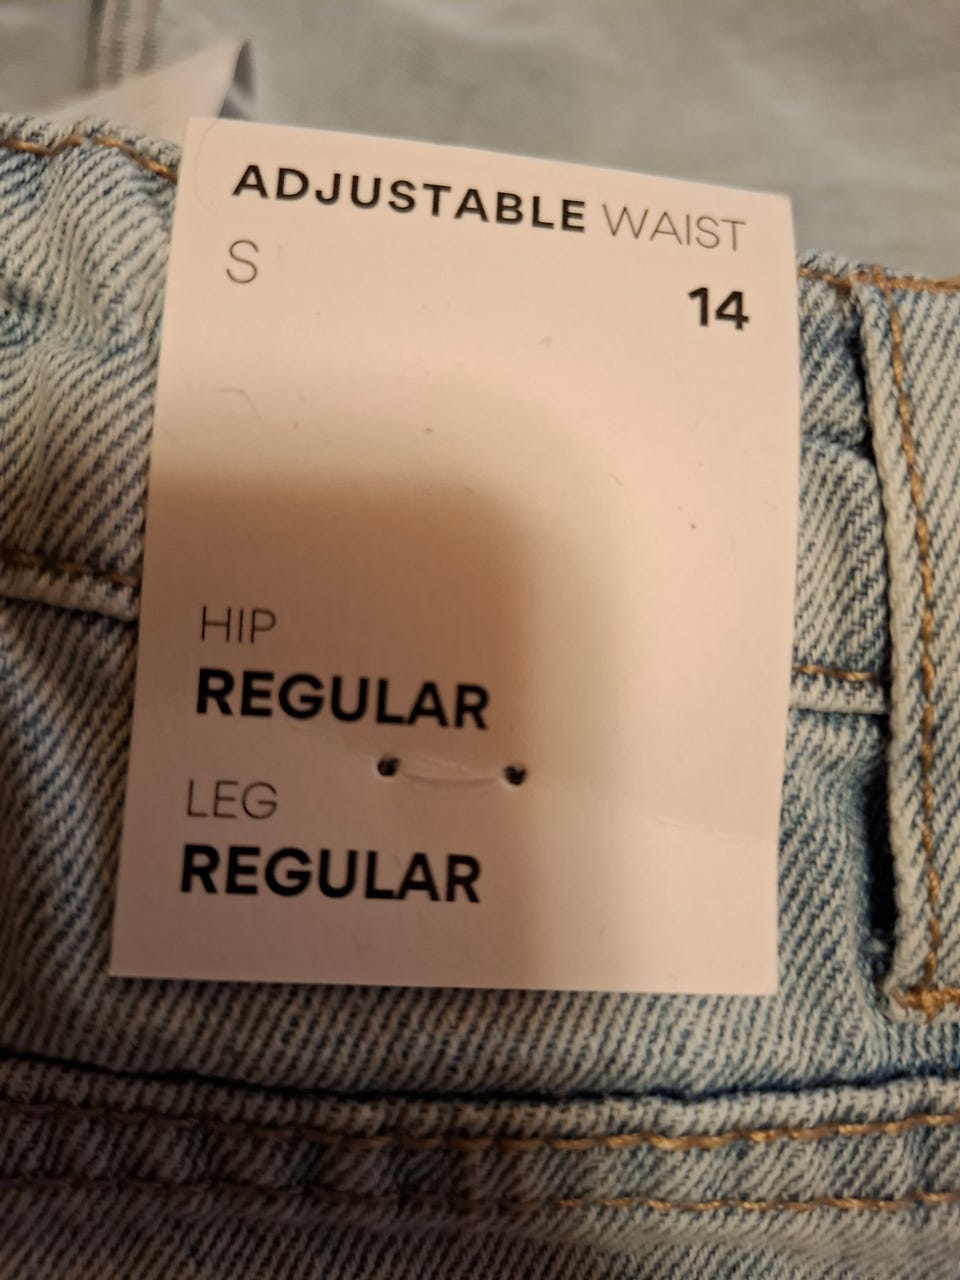 ADJUSTABLE WAIST
S
14
HIP
REGULAR
LEG
REGULAR